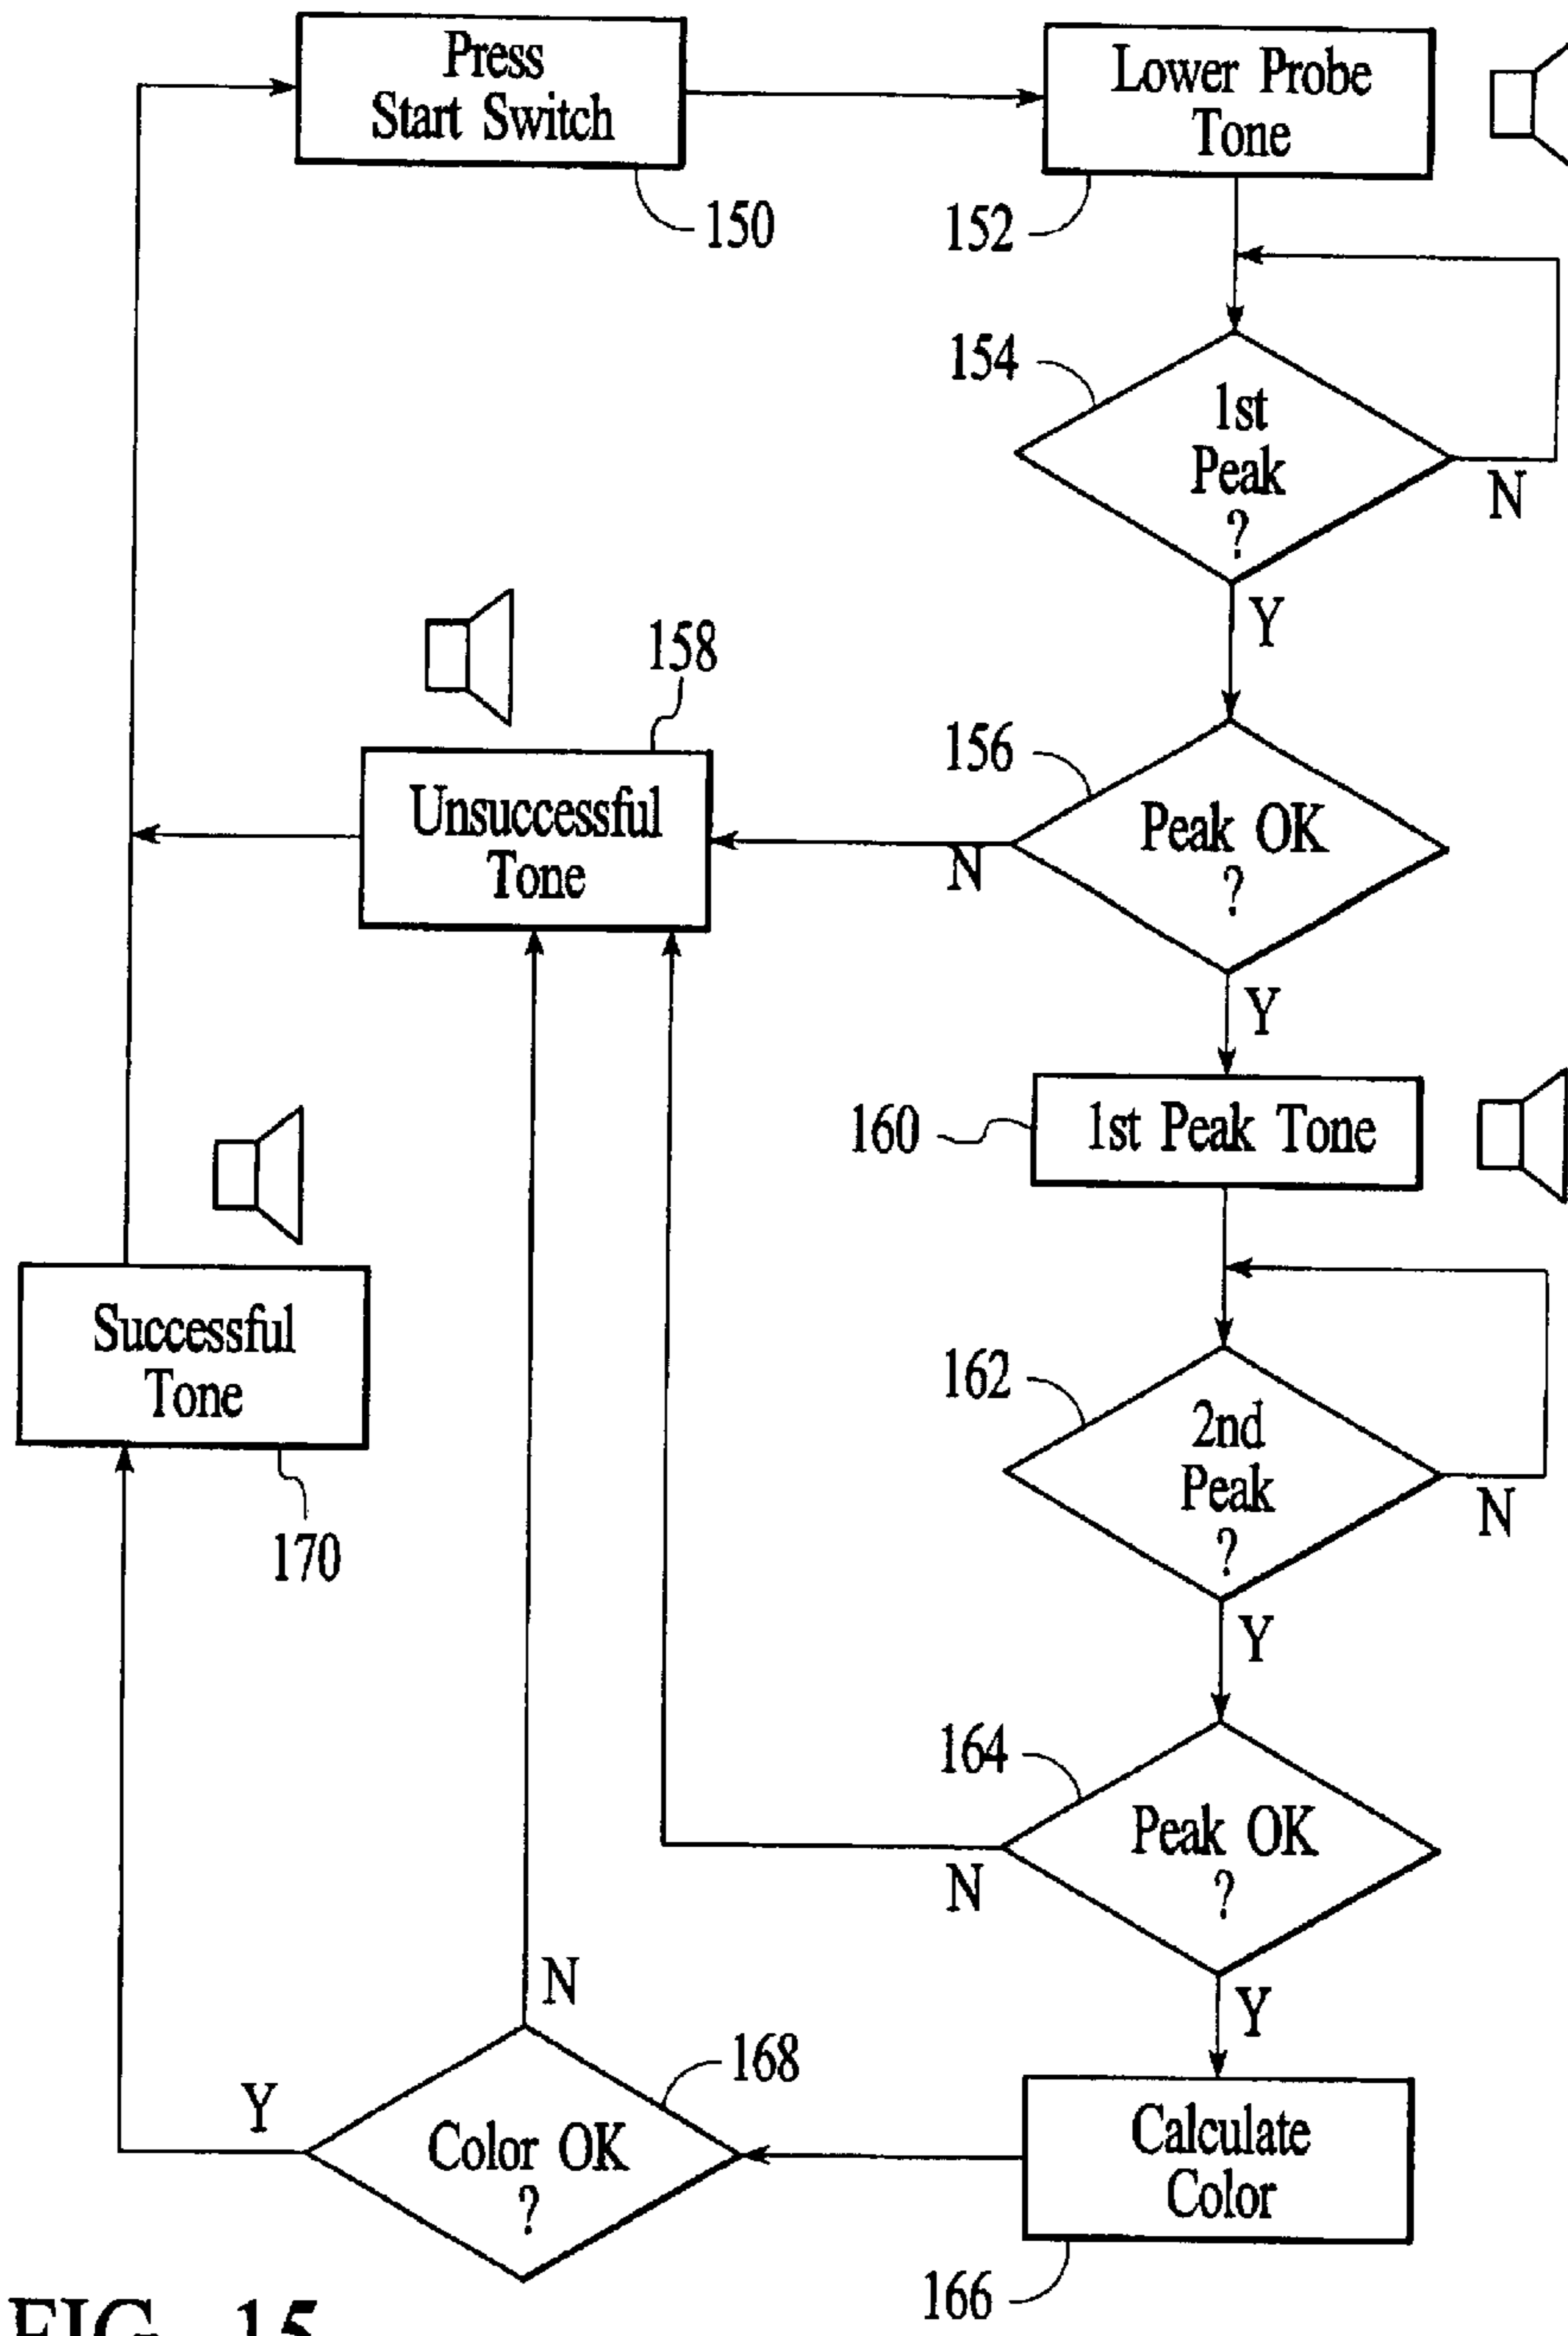 Press
Start Switch
150
Lower Probe
Tone
152
154
1st
Peak
?
N
Y
158
Unsuccessful
Tone
156
Peak OK
?
N
Y
160
1st Peak Tone
Successful
Tone
170
162
2nd
Peak
?
N
Y
164
Peak OK
?
N
Y
N
168
Y
Color OK
?
Calculate
Color
166
FIG. 15